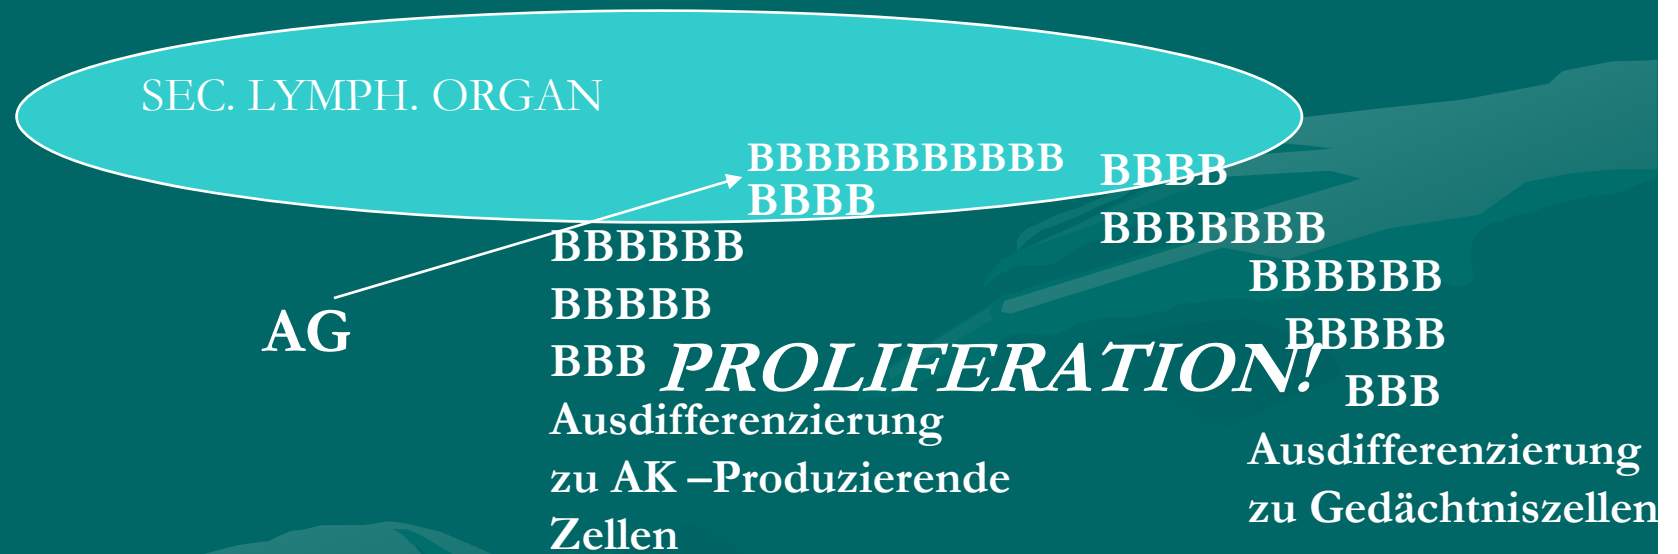 SEC. LYMPH. ORGAN
BBBBBBBBBBB
BBBB
BBBB
BBBBBBB
AG
BBBBBB
BBBBB
BBB
PROLIFERATION!
Ausdifferenzierung
zu AK –Produzierende
Zellen
BBBBBB
BBBBB
BBB
Ausdifferenzierung
zu Gedächtniszellen